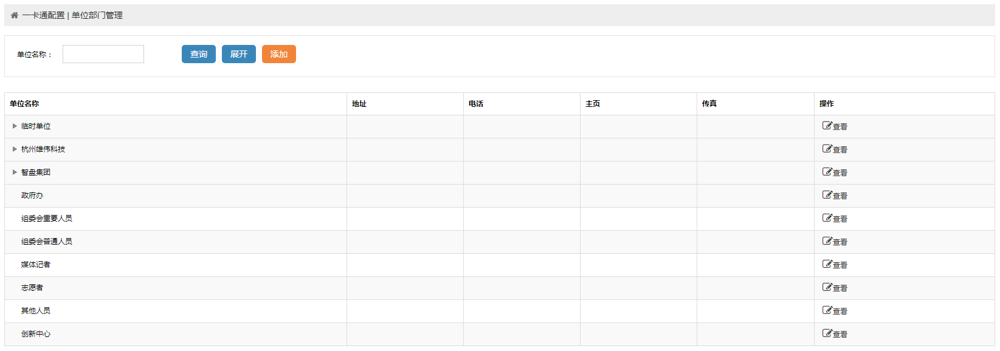 一卡通配置 | 单位部门管理
单位名称： 查询 展开 添加
单位名称 地址 电话 主页 传真 操作
临时单位 查看
杭州雄伟科技 查看
智盘集团 查看
政府办 查看
组委会重要人员 查看
组委会普通人员 查看
媒体记者 查看
志愿者 查看
其他人员 查看
创新中心 查看